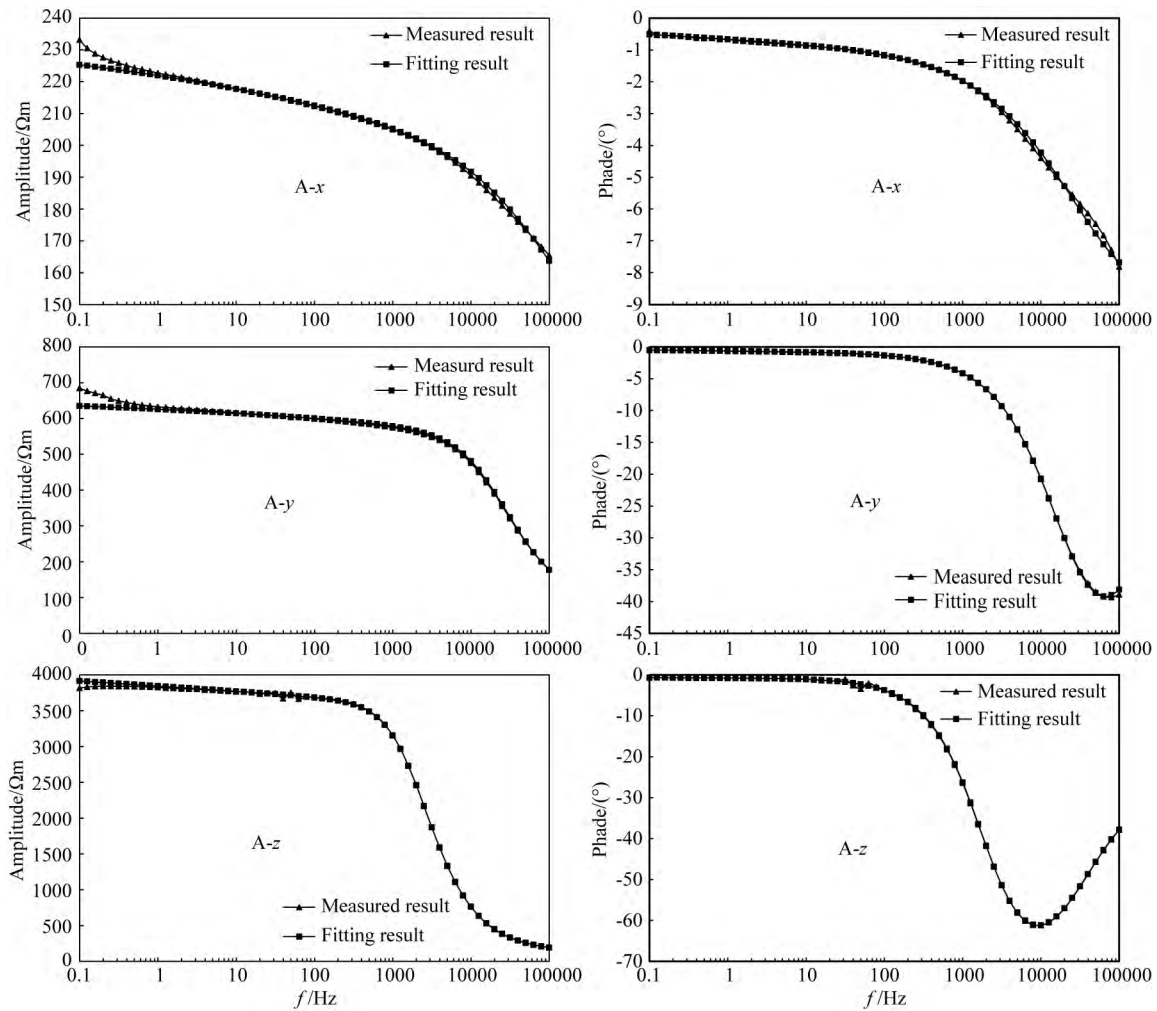 Amplitude/Ωm
240
230
220
210
200
190
180
170
160
150
Measured result
Fitting result
A-x
0.1 1 10 100 1000 10000 100000
Phade/(°)
0
-1
-2
-3
-4
-5
-6
-7
-8
-9
Measured result
Fitting result
A-x
0.1 1 10 100 1000 10000 100000
Amplitude/Ωm
800
700
600
500
400
300
200
100
0
Measurd result
Fitting result
A-y
0 1 10 100 1000 10000 100000
Phade/(°)
0
-5
-10
-15
-20
-25
-30
-35
-40
-45
A-y
Measured result
Fitting result
0.1 1 10 100 1000 10000 100000
Amplitude/Ωm
4000
3500
3000
2500
2000
1500
1000
500
0
A-z
Measured result
Fitting result
0.1 1 10 100 1000 10000 100000
f/Hz
Phade/(°)
0
-10
-20
-30
-40
-50
-60
-70
Measured result
Fitting result
A-z
0.1 1 10 100 1000 10000 100000
f/Hz